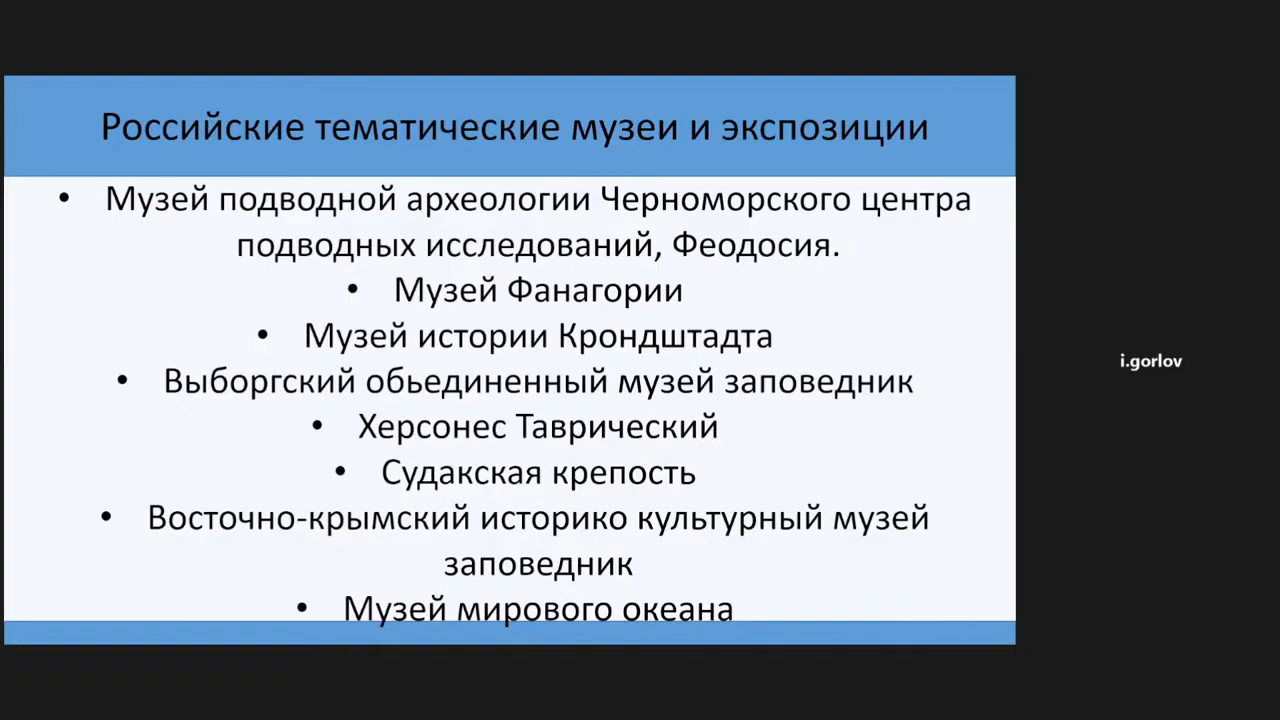 Российские тематические музеи и экспозиции
• Музей подводной археологии Черноморского центра
подводных исследований, Феодосия.
• Музей Фанагории
• Музей истории Крондштадта
• Выборгский обьединенный музей заповедник
• Херсонес Таврический
• Судакская крепость
• Восточно-крымский историко культурный музей
заповедник
• Музей мирового океана
i.gorlov